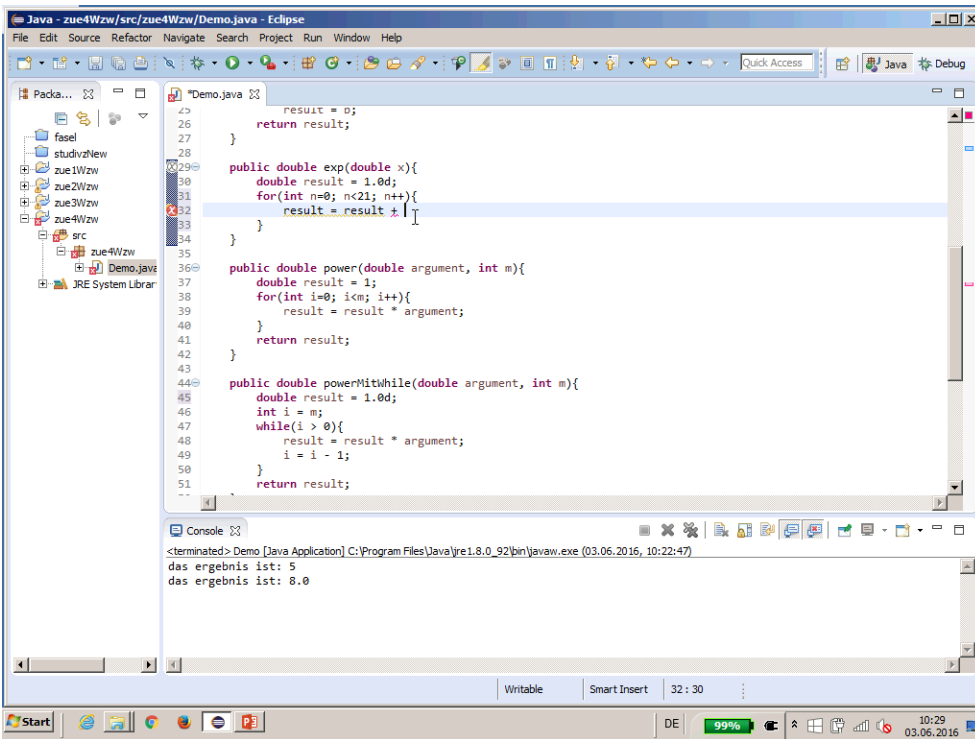 Java - zue4Wzw/src/zue4Wzw/Demo.java - Eclipse
File Edit Source Refactor Navigate Search Project Run Window Help
Quick Access Java Debug
Packa...
fasel
studivzNew
zue1Wzw
zue2Wzw
zue3Wzw
zue4Wzw
src
zue4Wzw
Demo.java
JRE System Librar
*Demo.java
25 result = b;
26 return result;
27 }
28
29 public double exp(double x){
30 double result = 1.0d;
31 for(int n=0; n<21; n++){
32 result = result +
33 }
34 }
35
36 public double power(double argument, int m){
37 double result = 1;
38 for(int i=0; i<m; i++){
39 result = result * argument;
40 }
41 return result;
42 }
43
44 public double powerMitWhile(double argument, int m){
45 double result = 1.0d;
46 int i = m;
47 while(i > 0){
48 result = result * argument;
49 i = i - 1;
50 }
51 return result;
Console
<terminated> Demo [Java Application] C:\Program Files\Java\jre1.8.0_92\bin\javaw.exe (03.06.2016, 10:22:47)
das ergebnis ist: 5
das ergebnis ist: 8.0
Writable Smart Insert 32 : 30
Start DE 99% 10:29
03.06.2016